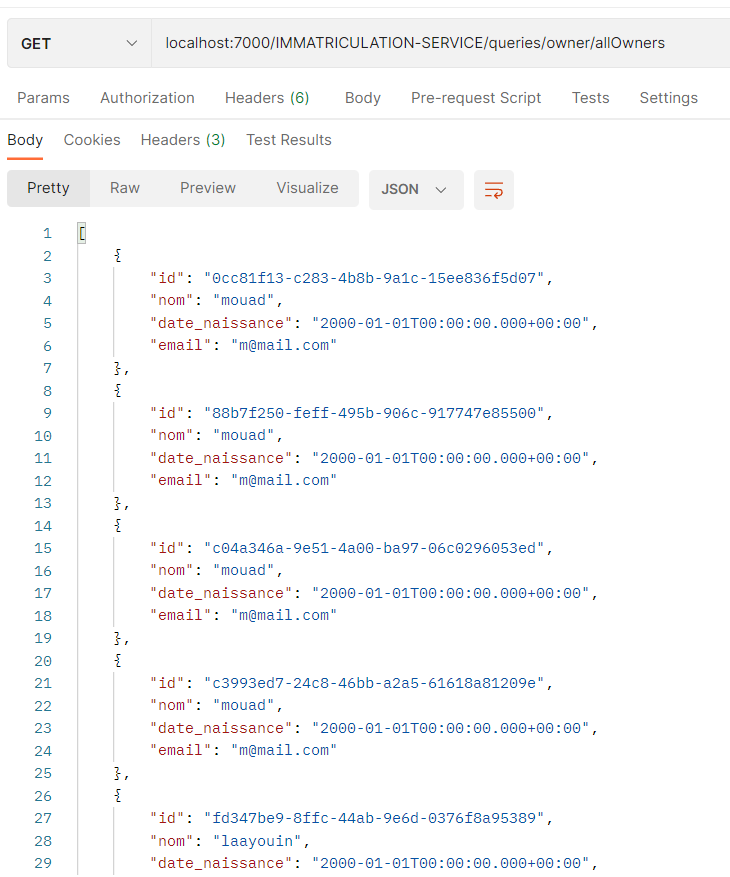 GET localhost:7000/IMMATRICULATION-SERVICE/queries/owner/allOwners
Params Authorization Headers (6) Body Pre-request Script Tests Settings
Body Cookies Headers (3) Test Results
Pretty Raw Preview Visualize JSON
1 [
2 {
3 "id": "0cc81f13-c283-4b8b-9a1c-15ee836f5d07",
4 "nom": "mouad",
5 "date_naissance": "2000-01-01T00:00:00.000+00:00",
6 "email": "m@mail.com"
7 },
8 {
9 "id": "88b7f250-feff-495b-906c-917747e85500",
10 "nom": "mouad",
11 "date_naissance": "2000-01-01T00:00:00.000+00:00",
12 "email": "m@mail.com"
13 },
14 {
15 "id": "c04a346a-9e51-4a00-ba97-06c0296053ed",
16 "nom": "mouad",
17 "date_naissance": "2000-01-01T00:00:00.000+00:00",
18 "email": "m@mail.com"
19 },
20 {
21 "id": "c3993ed7-24c8-46bb-a2a5-61618a81209e",
22 "nom": "mouad",
23 "date_naissance": "2000-01-01T00:00:00.000+00:00",
24 "email": "m@mail.com"
25 },
26 {
27 "id": "fd347be9-8ffc-44ab-9e6d-0376f8a95389",
28 "nom": "laayouin",
29 "date_naissance": "2000-01-01T00:00:00.000+00:00",